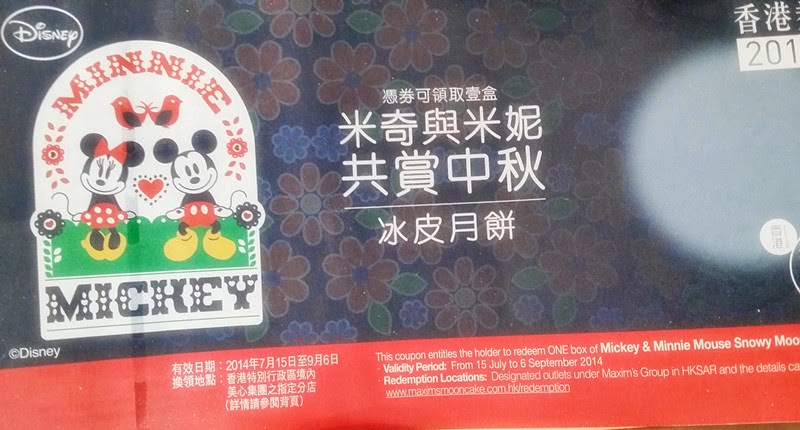 Disney
MINNIE
MICKEY
©Disney
憑券可領取壹盒
米奇與米妮
共賞中秋
冰皮月餅
香港
201
香港
有效日期：2014年7月15日至9月6日
換領地點：香港特別行政區境內
美心集團之指定分店
（詳情請參閱背頁）
This coupon entitles the holder to redeem ONE box of Mickey & Minnie Mouse Snowy Moo
· Validity Period: From 15 July to 6 September 2014
· Redemption Locations: Designated outlets under Maxim's Group in HKSAR and the details ca
www.maximsmooncake.com.hk/redemption